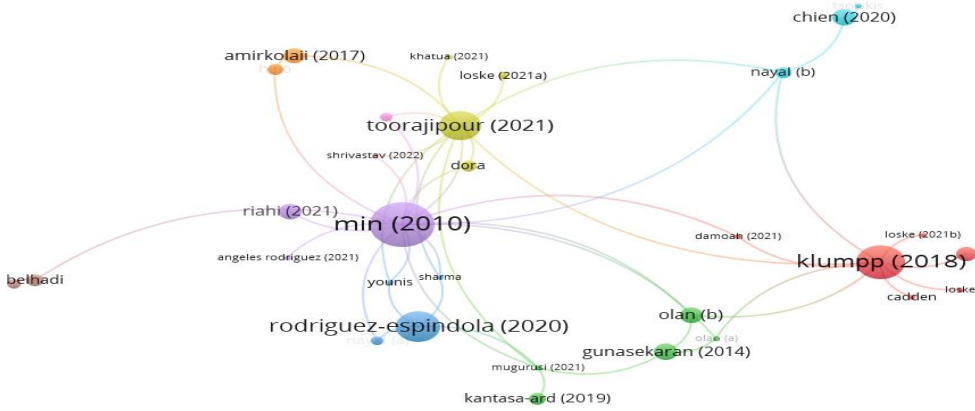 chien (2020)
amirkolaii (2017)
khatua (2021)
loske (2021a)
nayal (b)
toorajipour (2021)
shrivastav (2022)
dora
riahi (2021)
min (2010)
damoah (2021)
loske (2021b)
angeles rodriguez (2021)
sharma
klumpp (2018)
belhadi
younis
loske
cadden
olan (b)
rodriguez-espindola (2020)
olan (a)
nayal (a)
gunasekaran (2014)
mugurusi (2021)
kantasa-ard (2019)